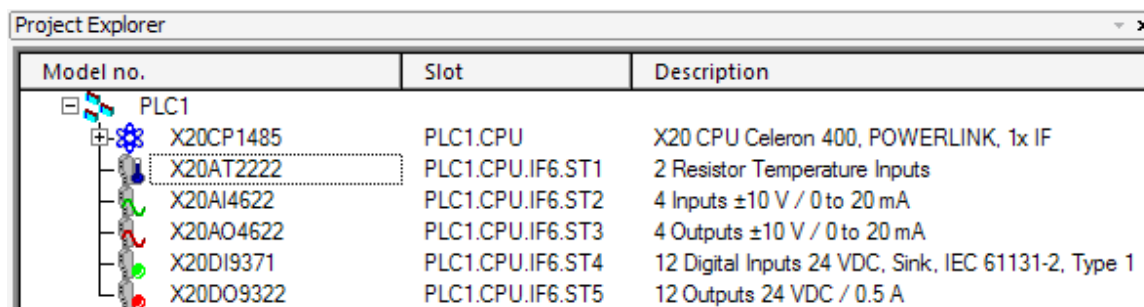 Project Explorer
Model no. Slot Description
PLC1
X20CP1485 PLC1.CPU X20 CPU Celeron 400, POWERLINK, 1x IF
X20AT2222 PLC1.CPU.IF6.ST1 2 Resistor Temperature Inputs
X20AI4622 PLC1.CPU.IF6.ST2 4 Inputs ±10 V / 0 to 20 mA
X20AO4622 PLC1.CPU.IF6.ST3 4 Outputs ±10 V / 0 to 20 mA
X20DI9371 PLC1.CPU.IF6.ST4 12 Digital Inputs 24 VDC, Sink, IEC 61131-2, Type 1
X20DO9322 PLC1.CPU.IF6.ST5 12 Outputs 24 VDC / 0.5 A